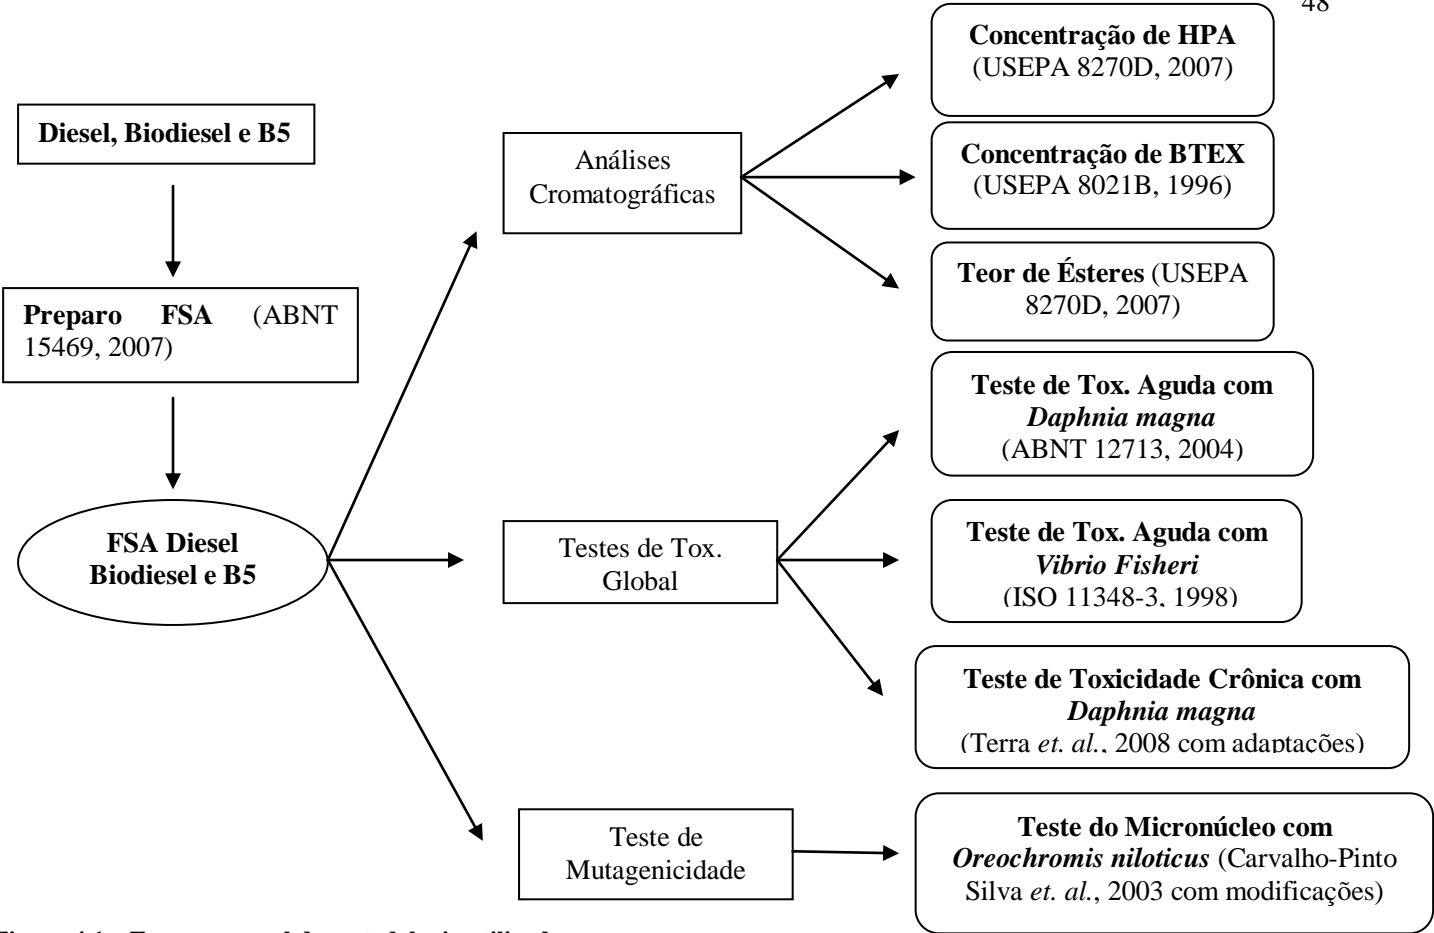 48
Diesel, Biodiesel e B5
Preparo FSA (ABNT
15469, 2007)
FSA Diesel
Biodiesel e B5
Análises
Cromatográficas
Concentração de HPA
(USEPA 8270D, 2007)
Concentração de BTEX
(USEPA 8021B, 1996)
Teor de Ésteres (USEPA
8270D, 2007)
Testes de Tox.
Global
Teste de Tox. Aguda com
Daphnia magna
(ABNT 12713, 2004)
Teste de Tox. Aguda com
Vibrio Fisheri
(ISO 11348-3, 1998)
Teste de Toxicidade Crônica com
Daphnia magna
(Terra et. al., 2008 com adaptações)
Teste de
Mutagenicidade
Teste do Micronúcleo com
Oreochromis niloticus (Carvalho-Pinto
Silva et. al., 2003 com modificações)